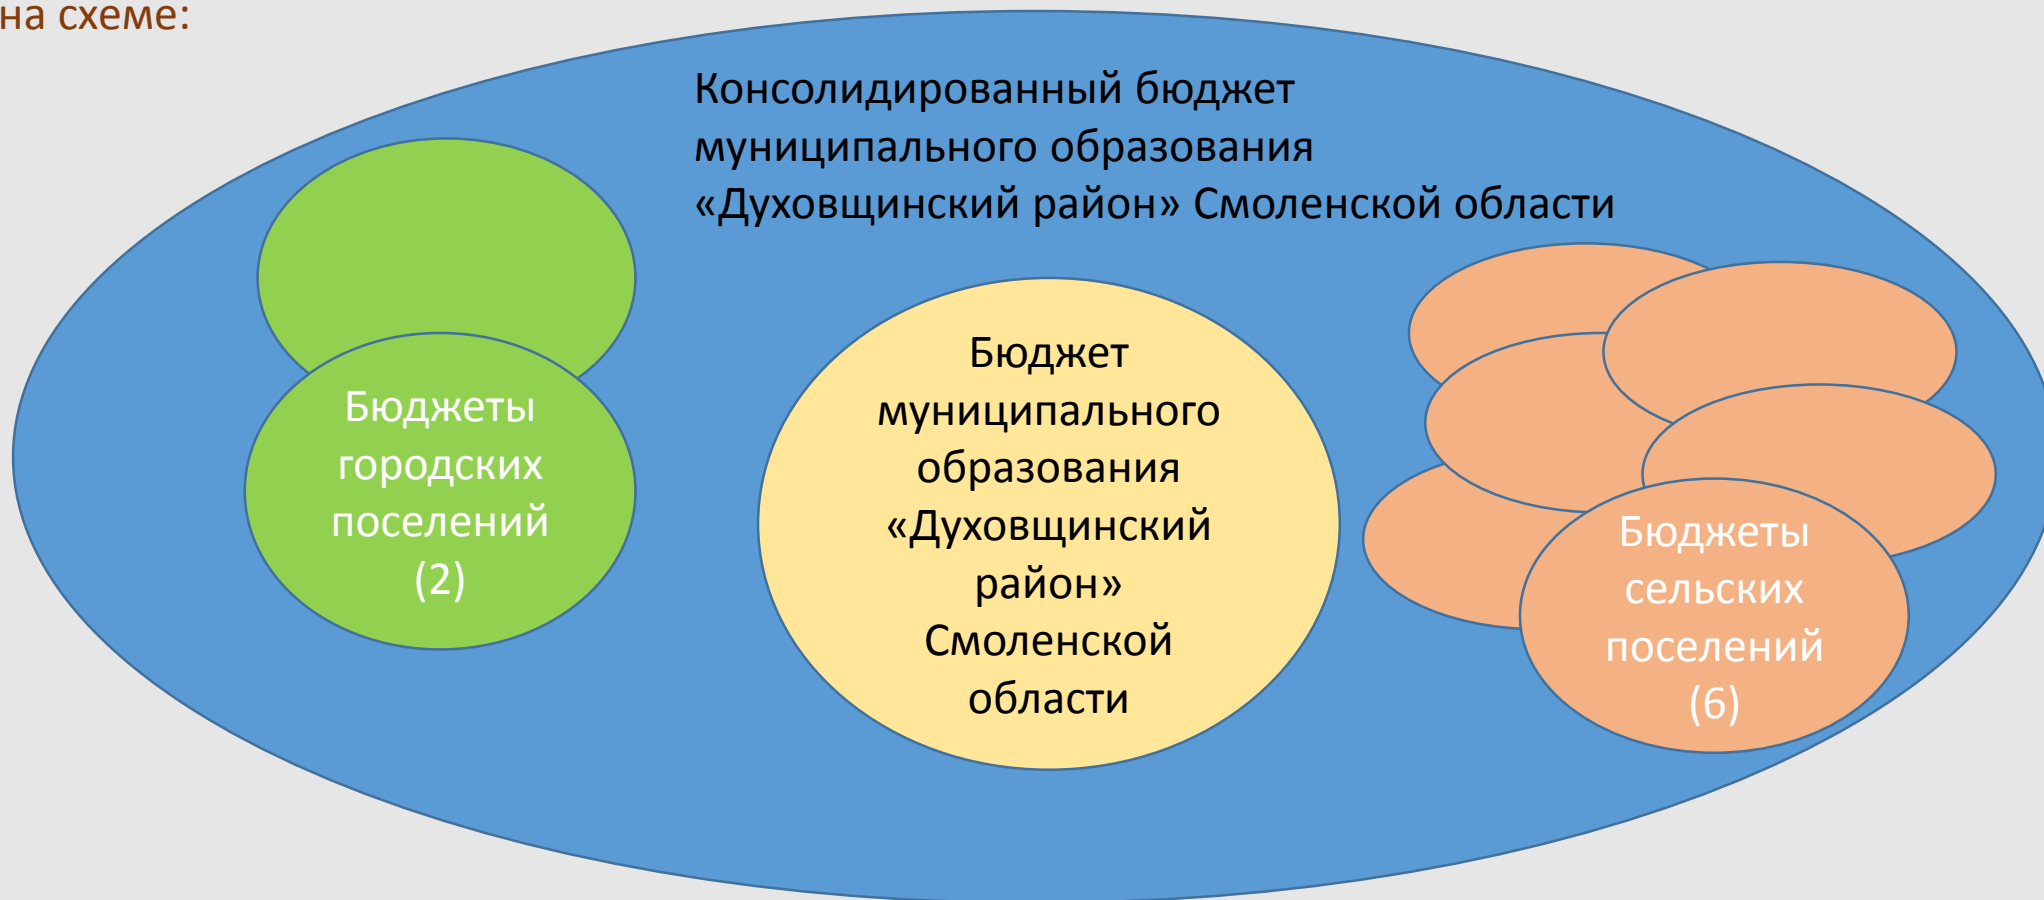 на схеме:
Консолидированный бюджет
муниципального образования
«Духовщинский район» Смоленской области
Бюджеты
городских
поселений
(2)
Бюджет
муниципального
образования
«Духовщинский
район»
Смоленской
области
Бюджеты
сельских
поселений
(6)